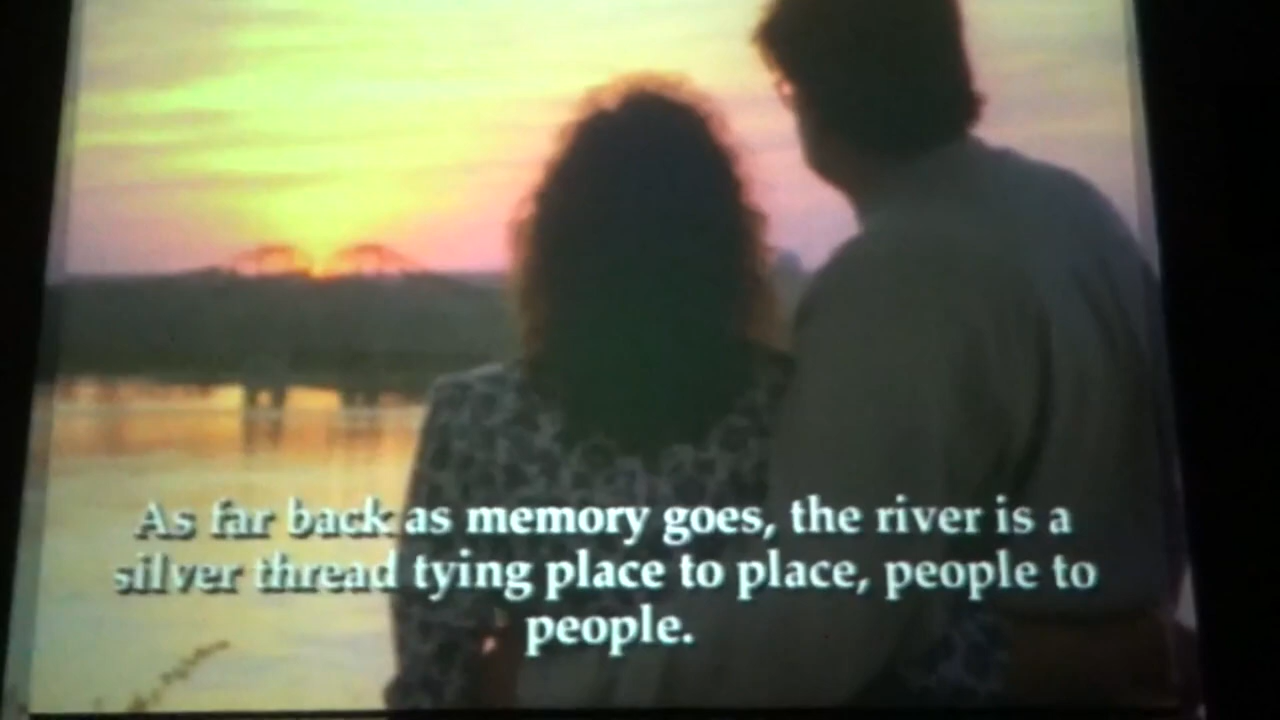 As far back as memory goes, the river is a
silver thread tying place to place, people to
people.